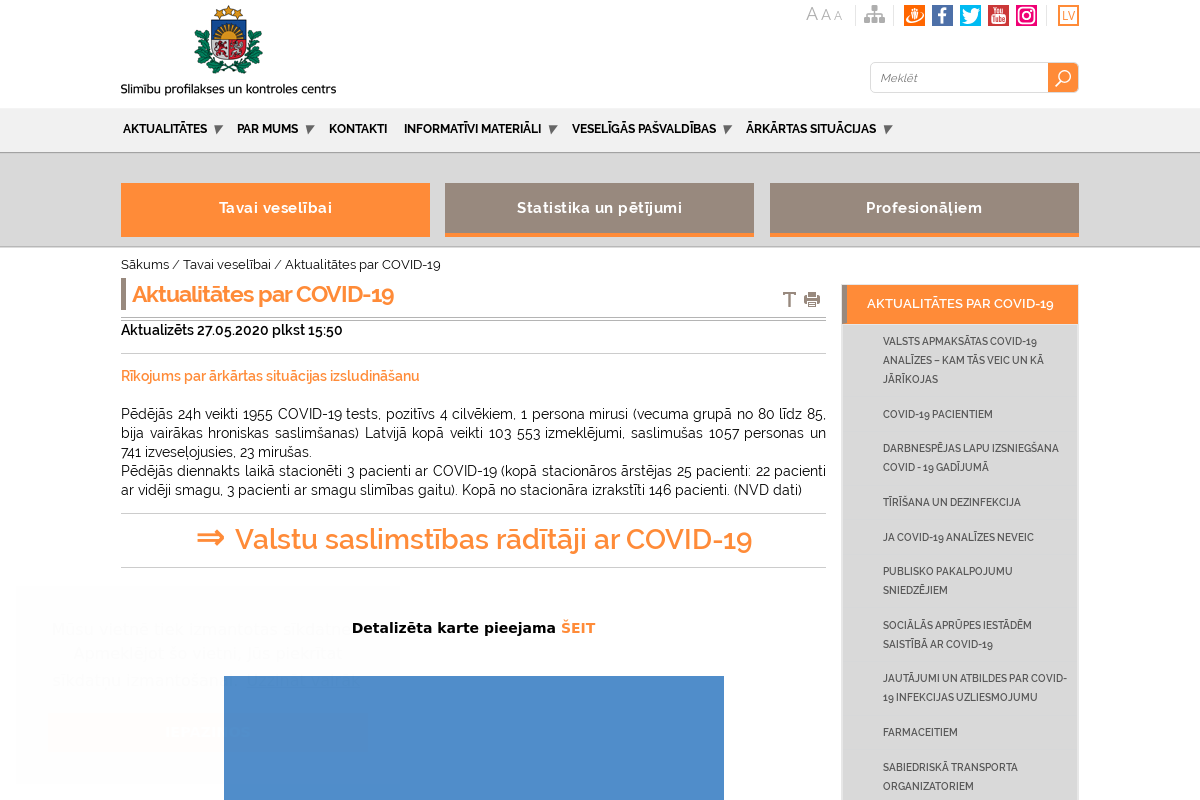 A A A
You
Tube
LV
Slimību profilakses un kontroles centrs
Meklēt
AKTUALITĀTES
PAR MUMS
KONTAKTI
INFORMATĪVI MATERIĀLI
VESELĪGĀS PAŠVALDĪBAS
ĀRKĀRTAS SITUĀCIJAS
Tavai veselībai
Statistika un pētījumi
Profesionāļiem
Sākums / Tavai veselībai / Aktualitātes par COVID-19
Aktualitātes par COVID-19
Aktualizēts 27.05.2020 plkst 15:50
Rīkojums par ārkārtas situācijas izsludināšanu
Pēdējās 24h veikti 1955 COVID-19 tests, pozitīvs 4 cilvēkiem, 1 persona mirusi (vecuma grupā no 80 līdz 85,
bija vairākas hroniskas saslimšanas) Latvijā kopā veikti 103 553 izmeklējumi, saslimušas 1057 personas un
741 izveseļojusies, 23 mirušas.
Pēdējās diennakts laikā stacionēti 3 pacienti ar COVID-19 (kopā stacionāros ārstējas 25 pacienti: 22 pacienti
ar vidēji smagu, 3 pacienti ar smagu slimības gaitu). Kopā no stacionāra izrakstīti 146 pacienti. (NVD dati)
⇒ Valstu saslimstības rādītāji ar COVID-19
Detalizēta karte pieejama ŠEIT
AKTUALITĀTES PAR COVID-19
VALSTS APMAKSĀTAS COVID-19
ANALĪZES – KAM TĀS VEIC UN KĀ
JĀRĪKOJAS
COVID-19 PACIENTIEM
DARBNESPĒJAS LAPU IZSNIEGŠANA
COVID - 19 GADĪJUMĀ
TĪRĪŠANA UN DEZINFEKCIJA
JA COVID-19 ANALĪZES NEVEIC
PUBLISKO PAKALPOJUMU
SNIEDZĒJIEM
SOCIĀLĀS APRŪPES IESTĀDĒM
SAISTĪBĀ AR COVID-19
JAUTĀJUMI UN ATBILDES PAR COVID-
19 INFEKCIJAS UZLIESMOJUMU
FARMACEITIEM
SABIEDRISKĀ TRANSPORTA
ORGANIZATORIEM